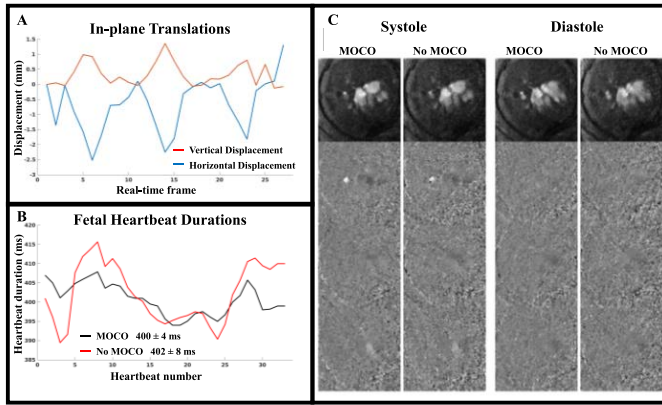 A
In-plane Translations
Displacement (mm)
1.5
1
0.5
0
-0.5
-1
-1.5
-2
-2.5
-3
Vertical Displacement
Horizontal Displacement
0 5 10 15 20 25
Real-time frame
B
Fetal Heartbeat Durations
Heartbeat duration (ms)
420
415
410
405
400
395
390
385
MOCO 400 ± 4 ms
No MOCO 402 ± 8 ms
0 5 10 15 20 25 30
Heartbeat number
C
Systole Diastole
MOCO No MOCO MOCO No MOCO